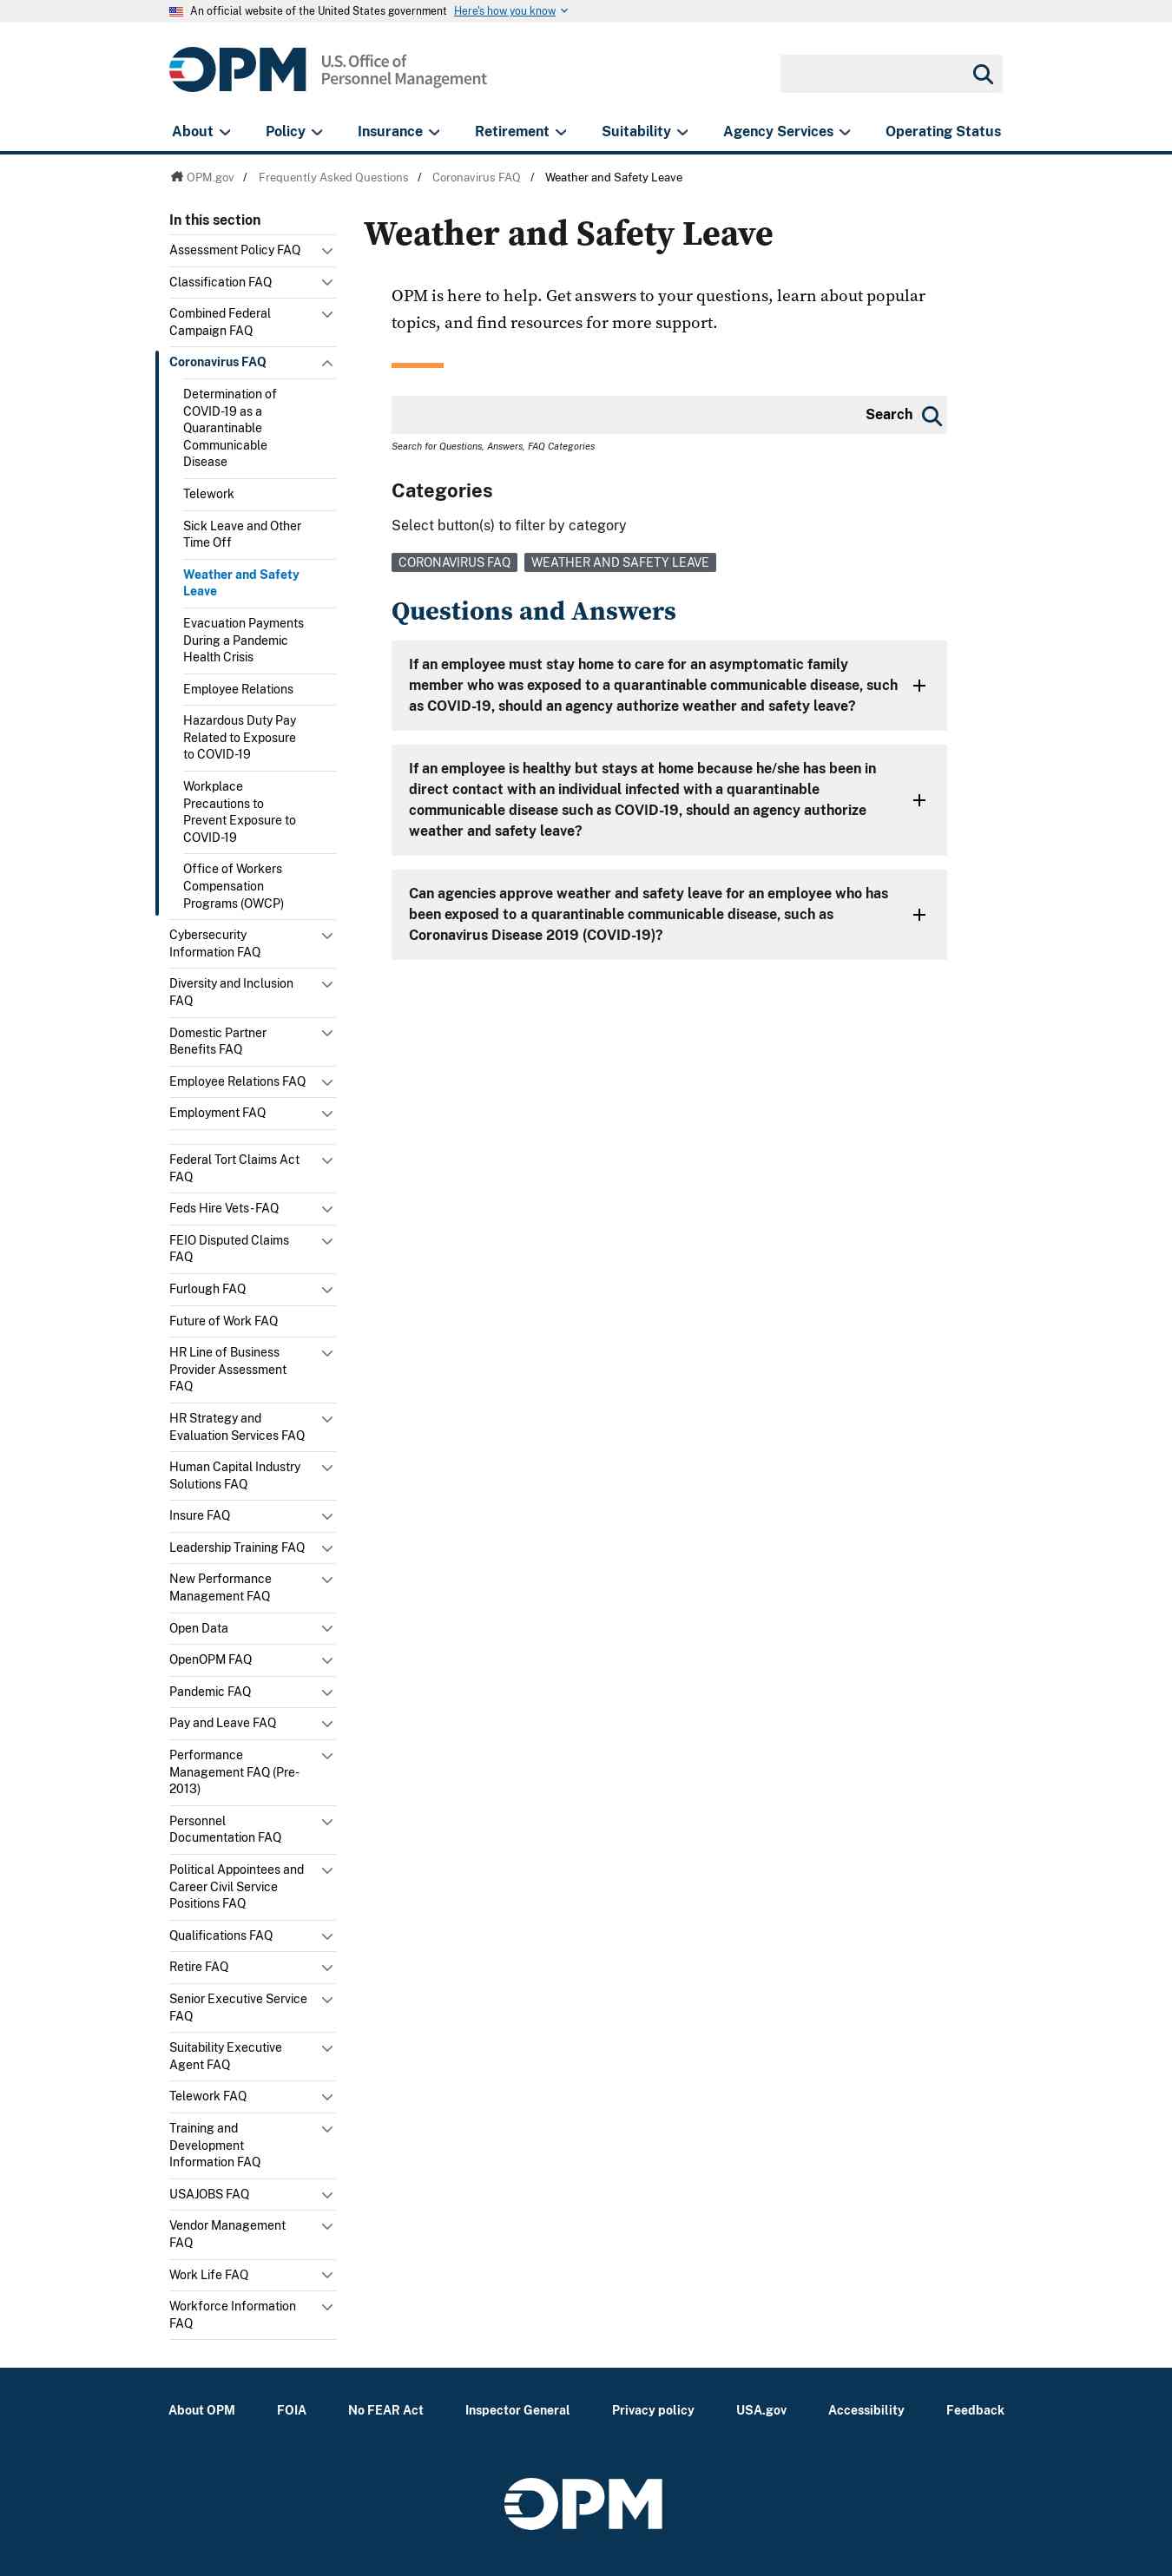 An official website of the United States government Here's how you know
OPM U.S. Office of
Personnel Management
About Policy Insurance Retirement Suitability Agency Services Operating Status
OPM.gov / Frequently Asked Questions / Coronavirus FAQ / Weather and Safety Leave
In this section
Assessment Policy FAQ
Classification FAQ
Combined Federal
Campaign FAQ
Coronavirus FAQ
Determination of
COVID-19 as a
Quarantinable
Communicable
Disease
Telework
Sick Leave and Other
Time Off
Weather and Safety
Leave
Evacuation Payments
During a Pandemic
Health Crisis
Employee Relations
Hazardous Duty Pay
Related to Exposure
to COVID-19
Workplace
Precautions to
Prevent Exposure to
COVID-19
Office of Workers
Compensation
Programs (OWCP)
Cybersecurity
Information FAQ
Diversity and Inclusion
FAQ
Domestic Partner
Benefits FAQ
Employee Relations FAQ
Employment FAQ
Federal Tort Claims Act
FAQ
Feds Hire Vets - FAQ
FEIO Disputed Claims
FAQ
Furlough FAQ
Future of Work FAQ
HR Line of Business
Provider Assessment
FAQ
HR Strategy and
Evaluation Services FAQ
Human Capital Industry
Solutions FAQ
Insure FAQ
Leadership Training FAQ
New Performance
Management FAQ
Open Data
OpenOPM FAQ
Pandemic FAQ
Pay and Leave FAQ
Performance
Management FAQ (Pre-
2013)
Personnel
Documentation FAQ
Political Appointees and
Career Civil Service
Positions FAQ
Qualifications FAQ
Retire FAQ
Senior Executive Service
FAQ
Suitability Executive
Agent FAQ
Telework FAQ
Training and
Development
Information FAQ
USAJOBS FAQ
Vendor Management
FAQ
Work Life FAQ
Workforce Information
FAQ
Weather and Safety Leave
OPM is here to help. Get answers to your questions, learn about popular
topics, and find resources for more support.
Search
Search for Questions, Answers, FAQ Categories
Categories
Select button(s) to filter by category
CORONAVIRUS FAQ WEATHER AND SAFETY LEAVE
Questions and Answers
If an employee must stay home to care for an asymptomatic family
member who was exposed to a quarantinable communicable disease, such
as COVID-19, should an agency authorize weather and safety leave?
If an employee is healthy but stays at home because he/she has been in
direct contact with an individual infected with a quarantinable
communicable disease such as COVID-19, should an agency authorize
weather and safety leave?
Can agencies approve weather and safety leave for an employee who has
been exposed to a quarantinable communicable disease, such as
Coronavirus Disease 2019 (COVID-19)?
About OPM FOIA No FEAR Act Inspector General Privacy policy USA.gov Accessibility Feedback
OPM